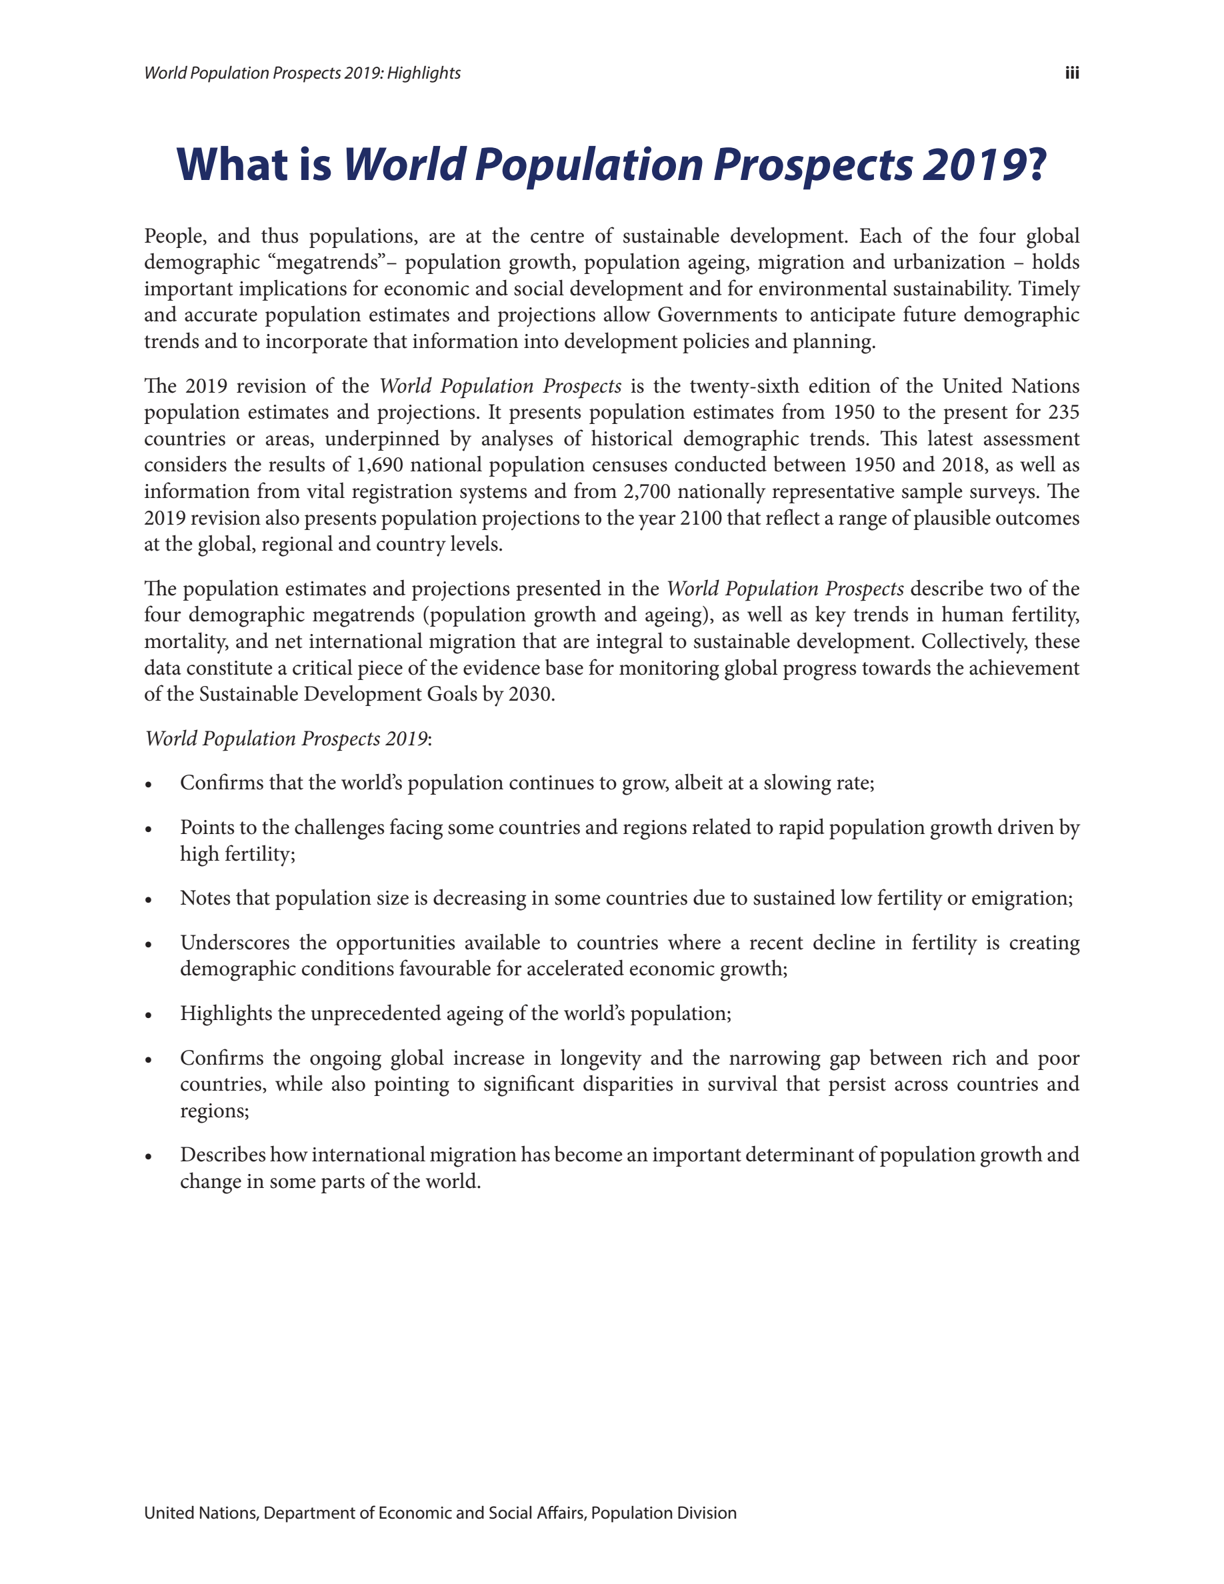 World Population Prospects 2019: Highlights
iii
What is World Population Prospects 2019?
People, and thus populations, are at the centre of sustainable development. Each of the four global
demographic “megatrends”– population growth, population ageing, migration and urbanization – holds
important implications for economic and social development and for environmental sustainability. Timely
and accurate population estimates and projections allow Governments to anticipate future demographic
trends and to incorporate that information into development policies and planning.
The 2019 revision of the World Population Prospects is the twenty-sixth edition of the United Nations
population estimates and projections. It presents population estimates from 1950 to the present for 235
countries or areas, underpinned by analyses of historical demographic trends. This latest assessment
considers the results of 1,690 national population censuses conducted between 1950 and 2018, as well as
information from vital registration systems and from 2,700 nationally representative sample surveys. The
2019 revision also presents population projections to the year 2100 that reflect a range of plausible outcomes
at the global, regional and country levels.
The population estimates and projections presented in the World Population Prospects describe two of the
four demographic megatrends (population growth and ageing), as well as key trends in human fertility,
mortality, and net international migration that are integral to sustainable development. Collectively, these
data constitute a critical piece of the evidence base for monitoring global progress towards the achievement
of the Sustainable Development Goals by 2030.
World Population Prospects 2019:
• Confirms that the world’s population continues to grow, albeit at a slowing rate;
• Points to the challenges facing some countries and regions related to rapid population growth driven by
high fertility;
• Notes that population size is decreasing in some countries due to sustained low fertility or emigration;
• Underscores the opportunities available to countries where a recent decline in fertility is creating
demographic conditions favourable for accelerated economic growth;
• Highlights the unprecedented ageing of the world’s population;
• Confirms the ongoing global increase in longevity and the narrowing gap between rich and poor
countries, while also pointing to significant disparities in survival that persist across countries and
regions;
• Describes how international migration has become an important determinant of population growth and
change in some parts of the world.
United Nations, Department of Economic and Social Affairs, Population Division